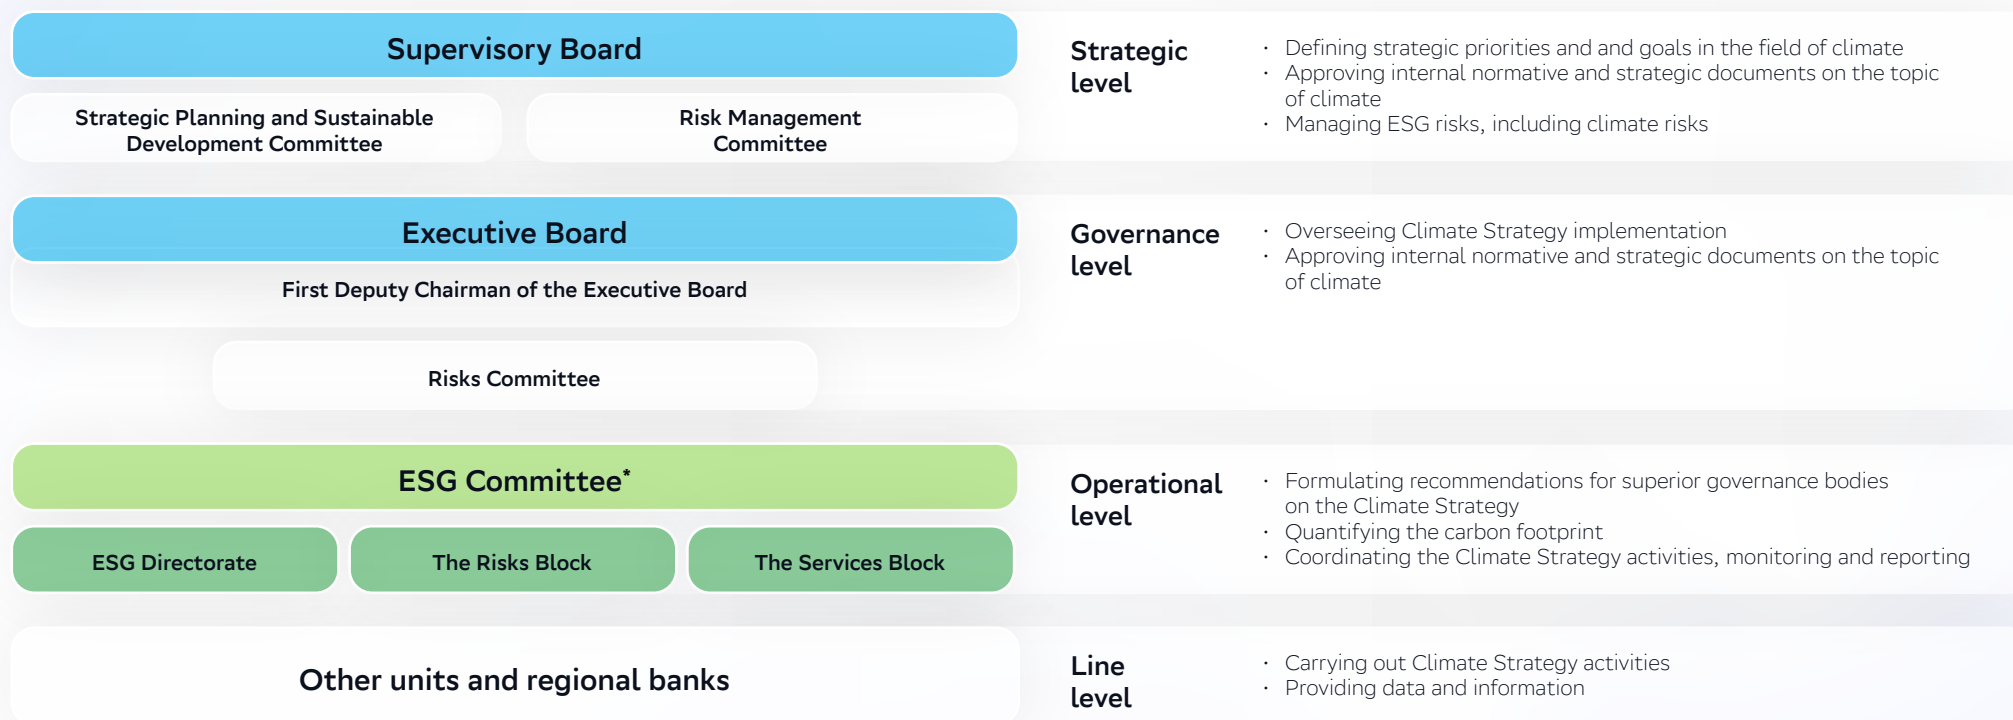 Supervisory Board
Strategic Planning and Sustainable
Development Committee
Risk Management
Committee
Strategic
level
· Defining strategic priorities and and goals in the field of climate
· Approving internal normative and strategic documents on the topic
of climate
· Managing ESG risks, including climate risks
Executive Board
First Deputy Chairman of the Executive Board
Risks Committee
Governance
level
· Overseeing Climate Strategy implementation
· Approving internal normative and strategic documents on the topic
of climate
ESG Committee*
ESG Directorate
The Risks Block
The Services Block
Operational
level
· Formulating recommendations for superior governance bodies
on the Climate Strategy
· Quantifying the carbon footprint
· Coordinating the Climate Strategy activities, monitoring and reporting
Other units and regional banks
Line
level
· Carrying out Climate Strategy activities
· Providing data and information